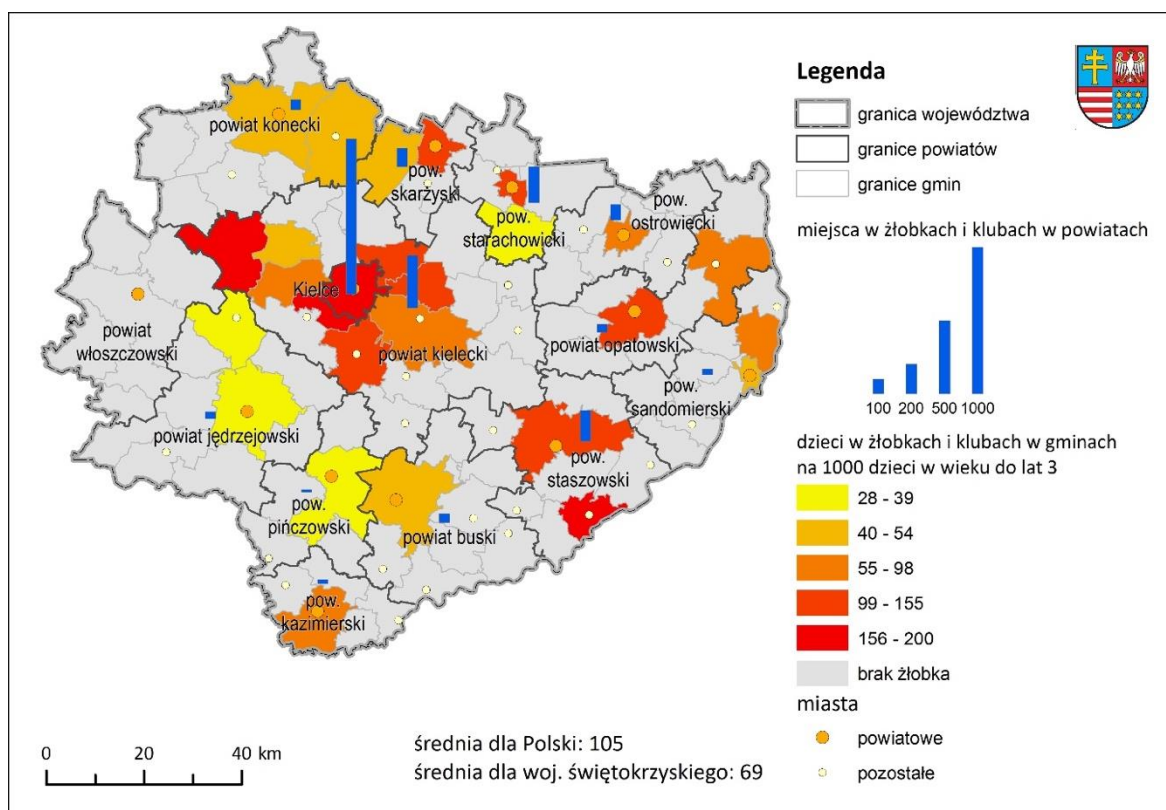 powiat konecki
pow.
skarżyski
pow.
starachowicki
pow.
ostrowiecki
Kielce
powiat
włoszczowski
powiat kielecki
powiat opatowski
pow.
sandomierski
powiat jędrzejowski
pow.
staszowski
pow.
pińczowski
powiat buski
pow.
kazimierski
0 20 40 km
średnia dla Polski: 105
średnia dla woj. świętokrzyskiego: 69
Legenda
granica województwa
granice powiatów
granice gmin
miejsca w żłobkach i klubach w powiatach
100 200 500 1000
dzieci w żłobkach i klubach w gminach
na 1000 dzieci w wieku do lat 3
28 - 39
40 - 54
55 - 98
99 - 155
156 - 200
brak żłobka
miasta
powiatowe
pozostałe